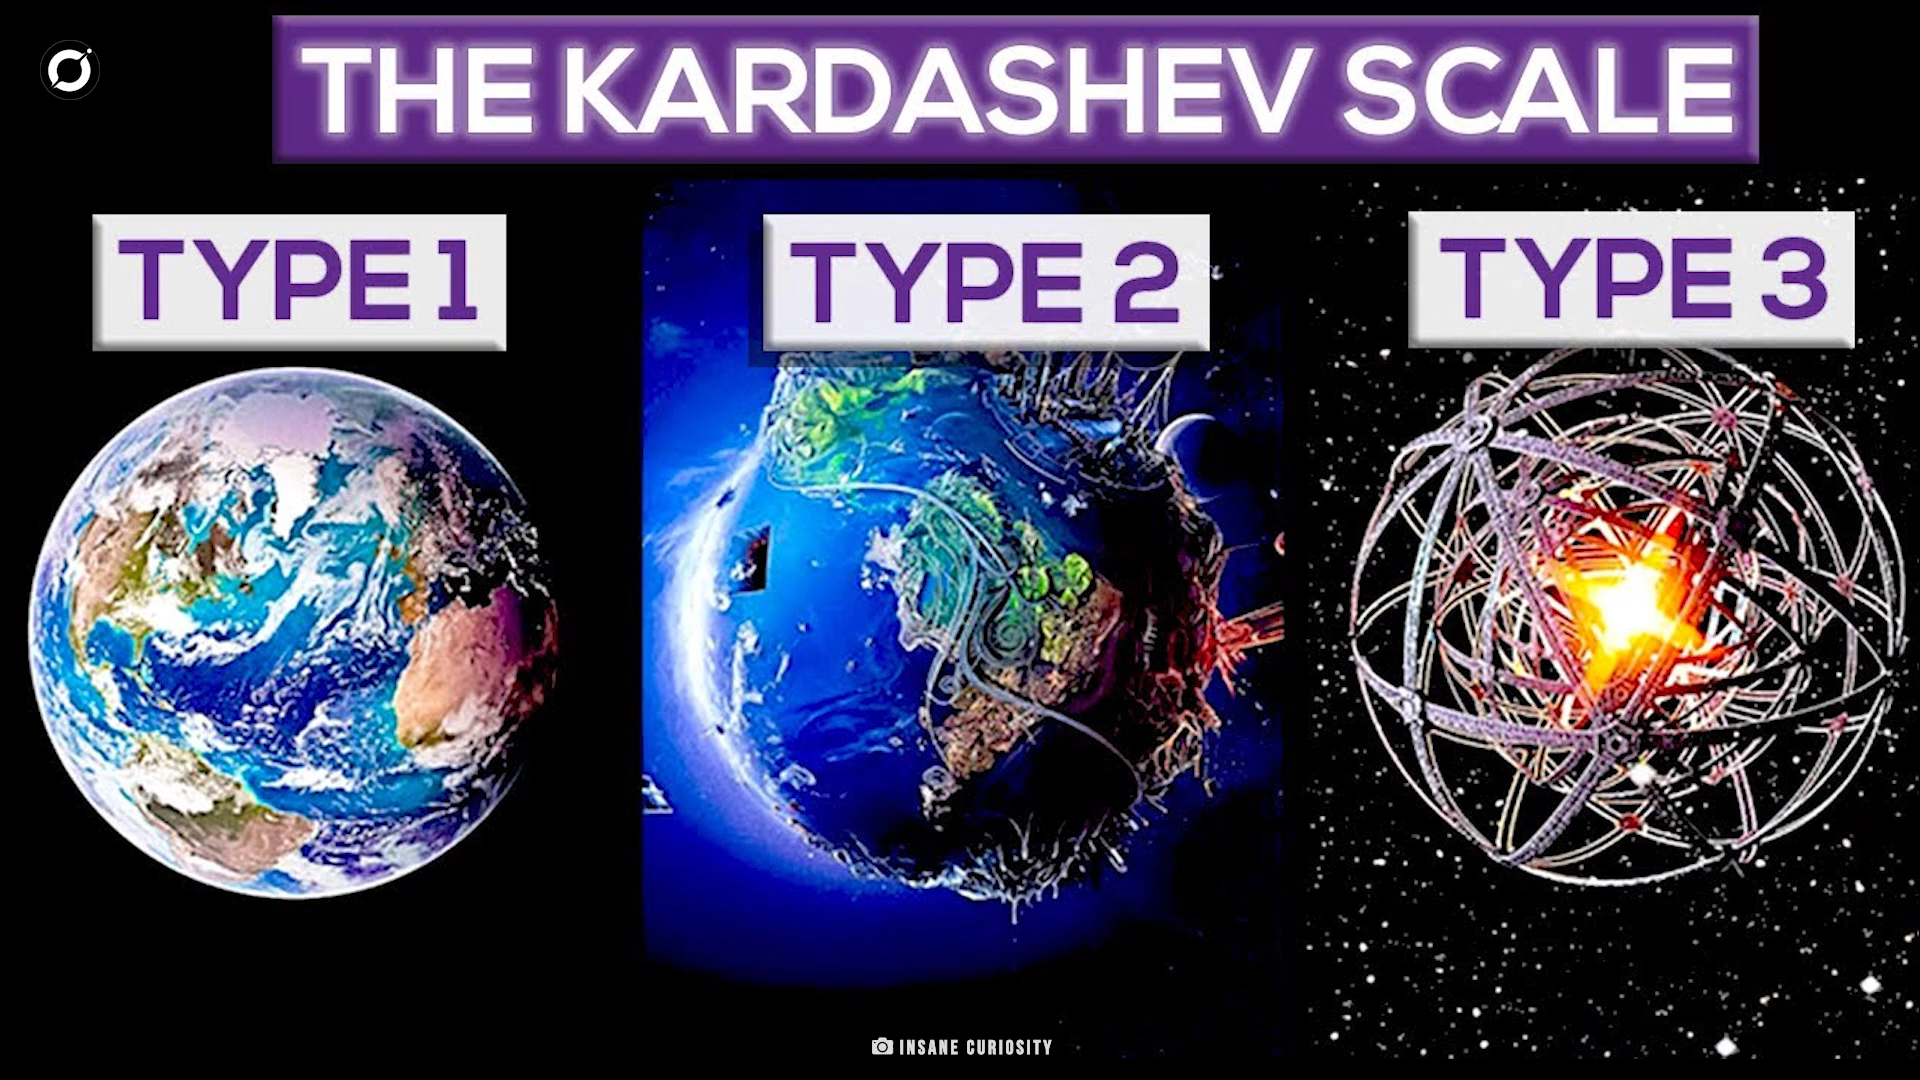 THE KARDASHEV SCALE
TYPE 1
TYPE 2
TYPE 3
INSANE CURIOSITY